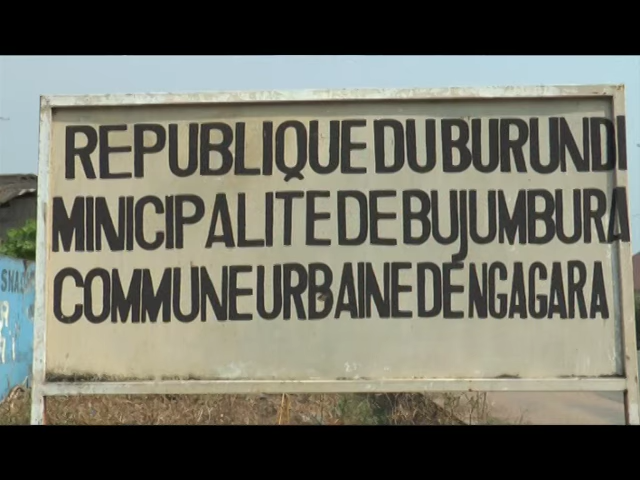 REPUBLIQUE DU BURUNDI
MINICIPALITE DE BUJUMBURA
COMMUNE URBAINE DE NGAGARA